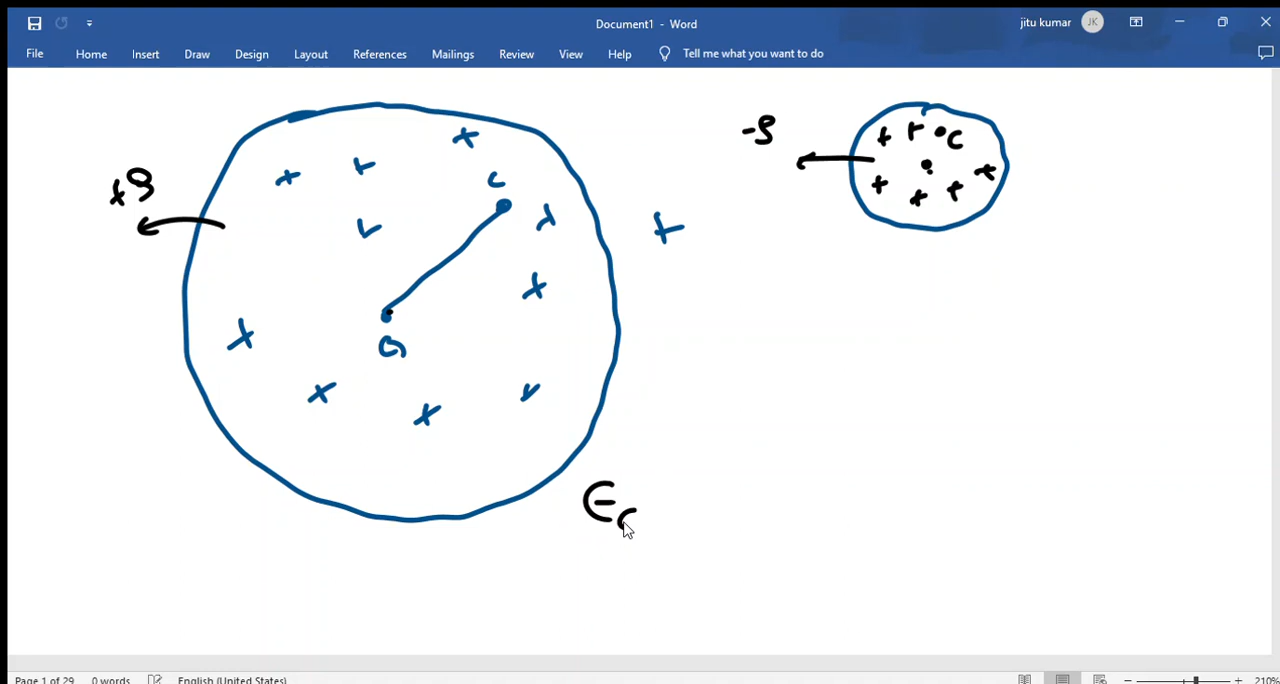 Document1 - Word
jitu kumar JK
File Home Insert Draw Design Layout References Mailings Review View Help Tell me what you want to do
+ρ
-ρ
C
C
O
E
Page 1 of 29 0 words English (United States) 210%